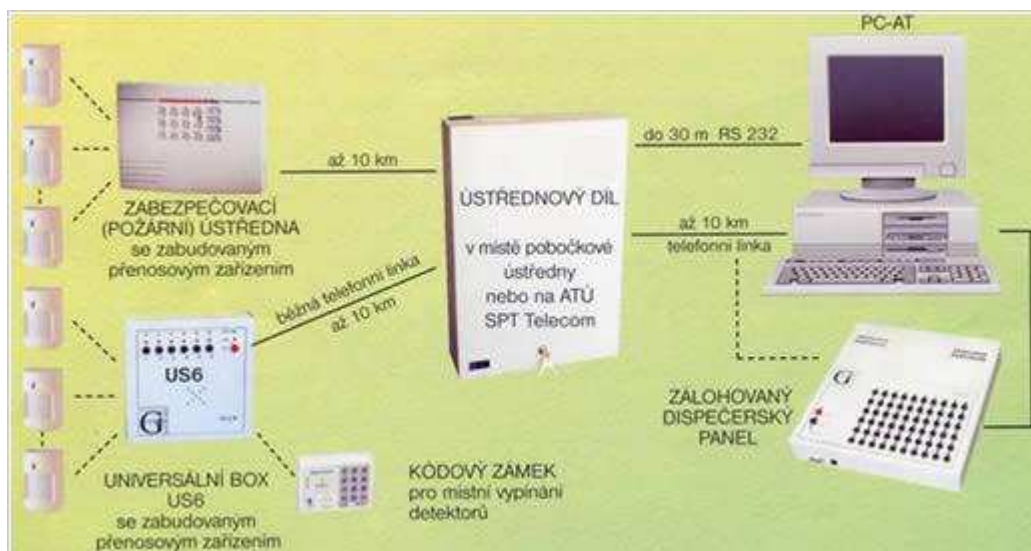 PC-AT
až 10 km
do 30 m RS 232
ZABEZPEČOVACÍ
(POŽÁRNÍ) ÚSTŘEDNA
se zabudovaným
přenosovým zařízením
ÚSTŘEDNOVÝ DÍL
v místě pobočkové
ústředny
nebo na ATÚ
SPT Telecom
až 10 km
telefonní linka
běžná telefonní linka
až 10 km
US6
G
UNIVERSÁLNÍ BOX
US6
se zabudovaným
přenosovým zařízením
KÓDOVÝ ZÁMEK
pro místní vypínání
detektorů
ZÁLOHOVANÝ
DISPEČERSKÝ
PANEL
G